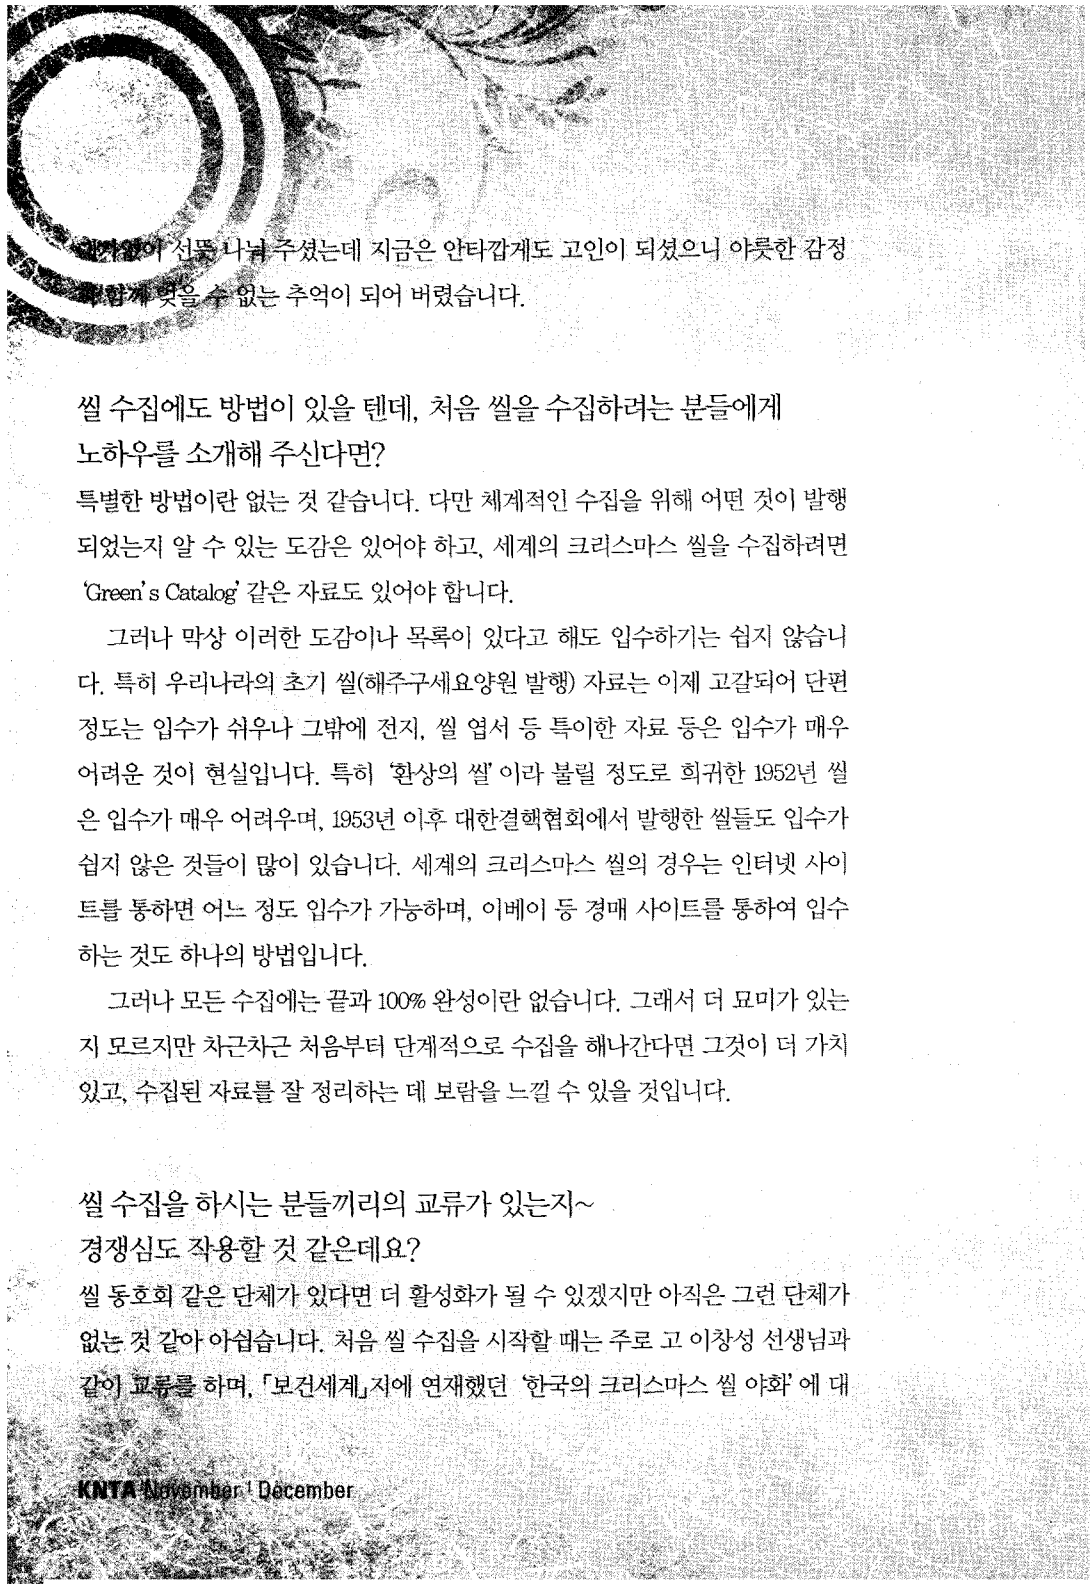 대가없이 선뜻 나눠 주셨는데 지금은 안타깝게도 고인이 되셨으니 야릇한 감정
과 함께 잊을 수 없는 추억이 되어 버렸습니다.
씰 수집에도 방법이 있을 텐데, 처음 씰을 수집하려는 분들에게
노하우를 소개해 주신다면?
특별한 방법이란 없는 것 같습니다. 다만 체계적인 수집을 위해 어떤 것이 발행
되었는지 알 수 있는 도감은 있어야 하고, 세계의 크리스마스 씰을 수집하려면
‘Green’s Catalog’ 같은 자료도 있어야 합니다.
그러나 막상 이러한 도감이나 목록이 있다고 해도 입수하기는 쉽지 않습니
다. 특히 우리나라의 초기 씰(해주구세요양원 발행) 자료는 이제 고갈되어 단편
정도는 입수가 쉬우나 그밖에 전지, 씰 엽서 등 특이한 자료 등은 입수가 매우
어려운 것이 현실입니다. 특히 ‘환상의 씰’이라 불릴 정도로 희귀한 1952년 씰
은 입수가 매우 어려우며, 1953년 이후 대한결핵협회에서 발행한 씰들도 입수가
쉽지 않은 것들이 많이 있습니다. 세계의 크리스마스 씰의 경우는 인터넷 사이
트를 통하면 어느 정도 입수가 가능하며, 이베이 등 경매 사이트를 통하여 입수
하는 것도 하나의 방법입니다.
그러나 모든 수집에는 끝과 100% 완성이란 없습니다. 그래서 더 묘미가 있는
지 모르지만 차근차근 처음부터 단계적으로 수집을 해나간다면 그것이 더 가치
있고, 수집된 자료를 잘 정리하는 데 보람을 느낄 수 있을 것입니다.
씰 수집을 하시는 분들끼리의 교류가 있는지~
경쟁심도 작용할 것 같은데요?
씰 동호회 같은 단체가 있다면 더 활성화가 될 수 있겠지만 아직은 그런 단체가
없는 것 같아 아쉽습니다. 처음 씰 수집을 시작할 때는 주로 고 이창성 선생님과
같이 교류를 하며, 「보건세계」지에 연재했던 ‘한국의 크리스마스 씰 야화’에 대
KNTA November | December